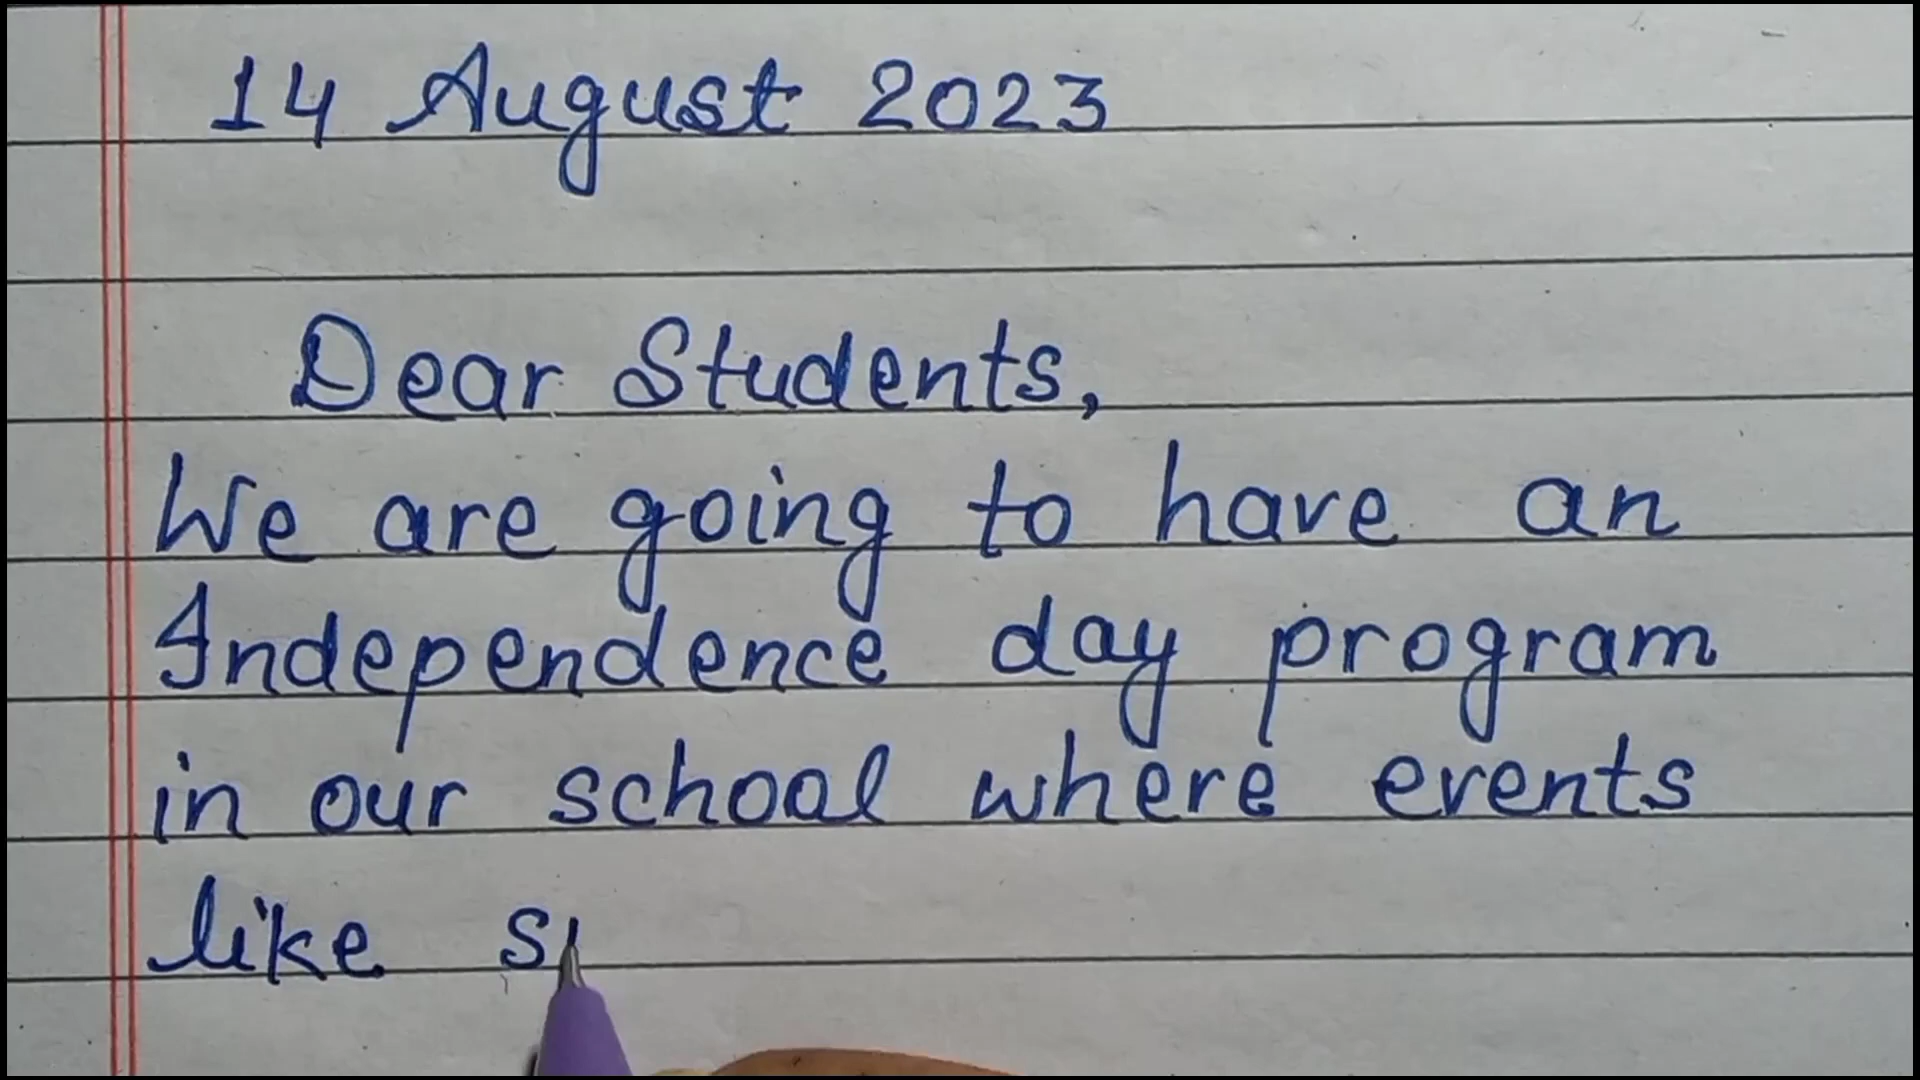 14 August 2023
Dear Students,
We are going to have an
Independence day program
in our school where events
like s